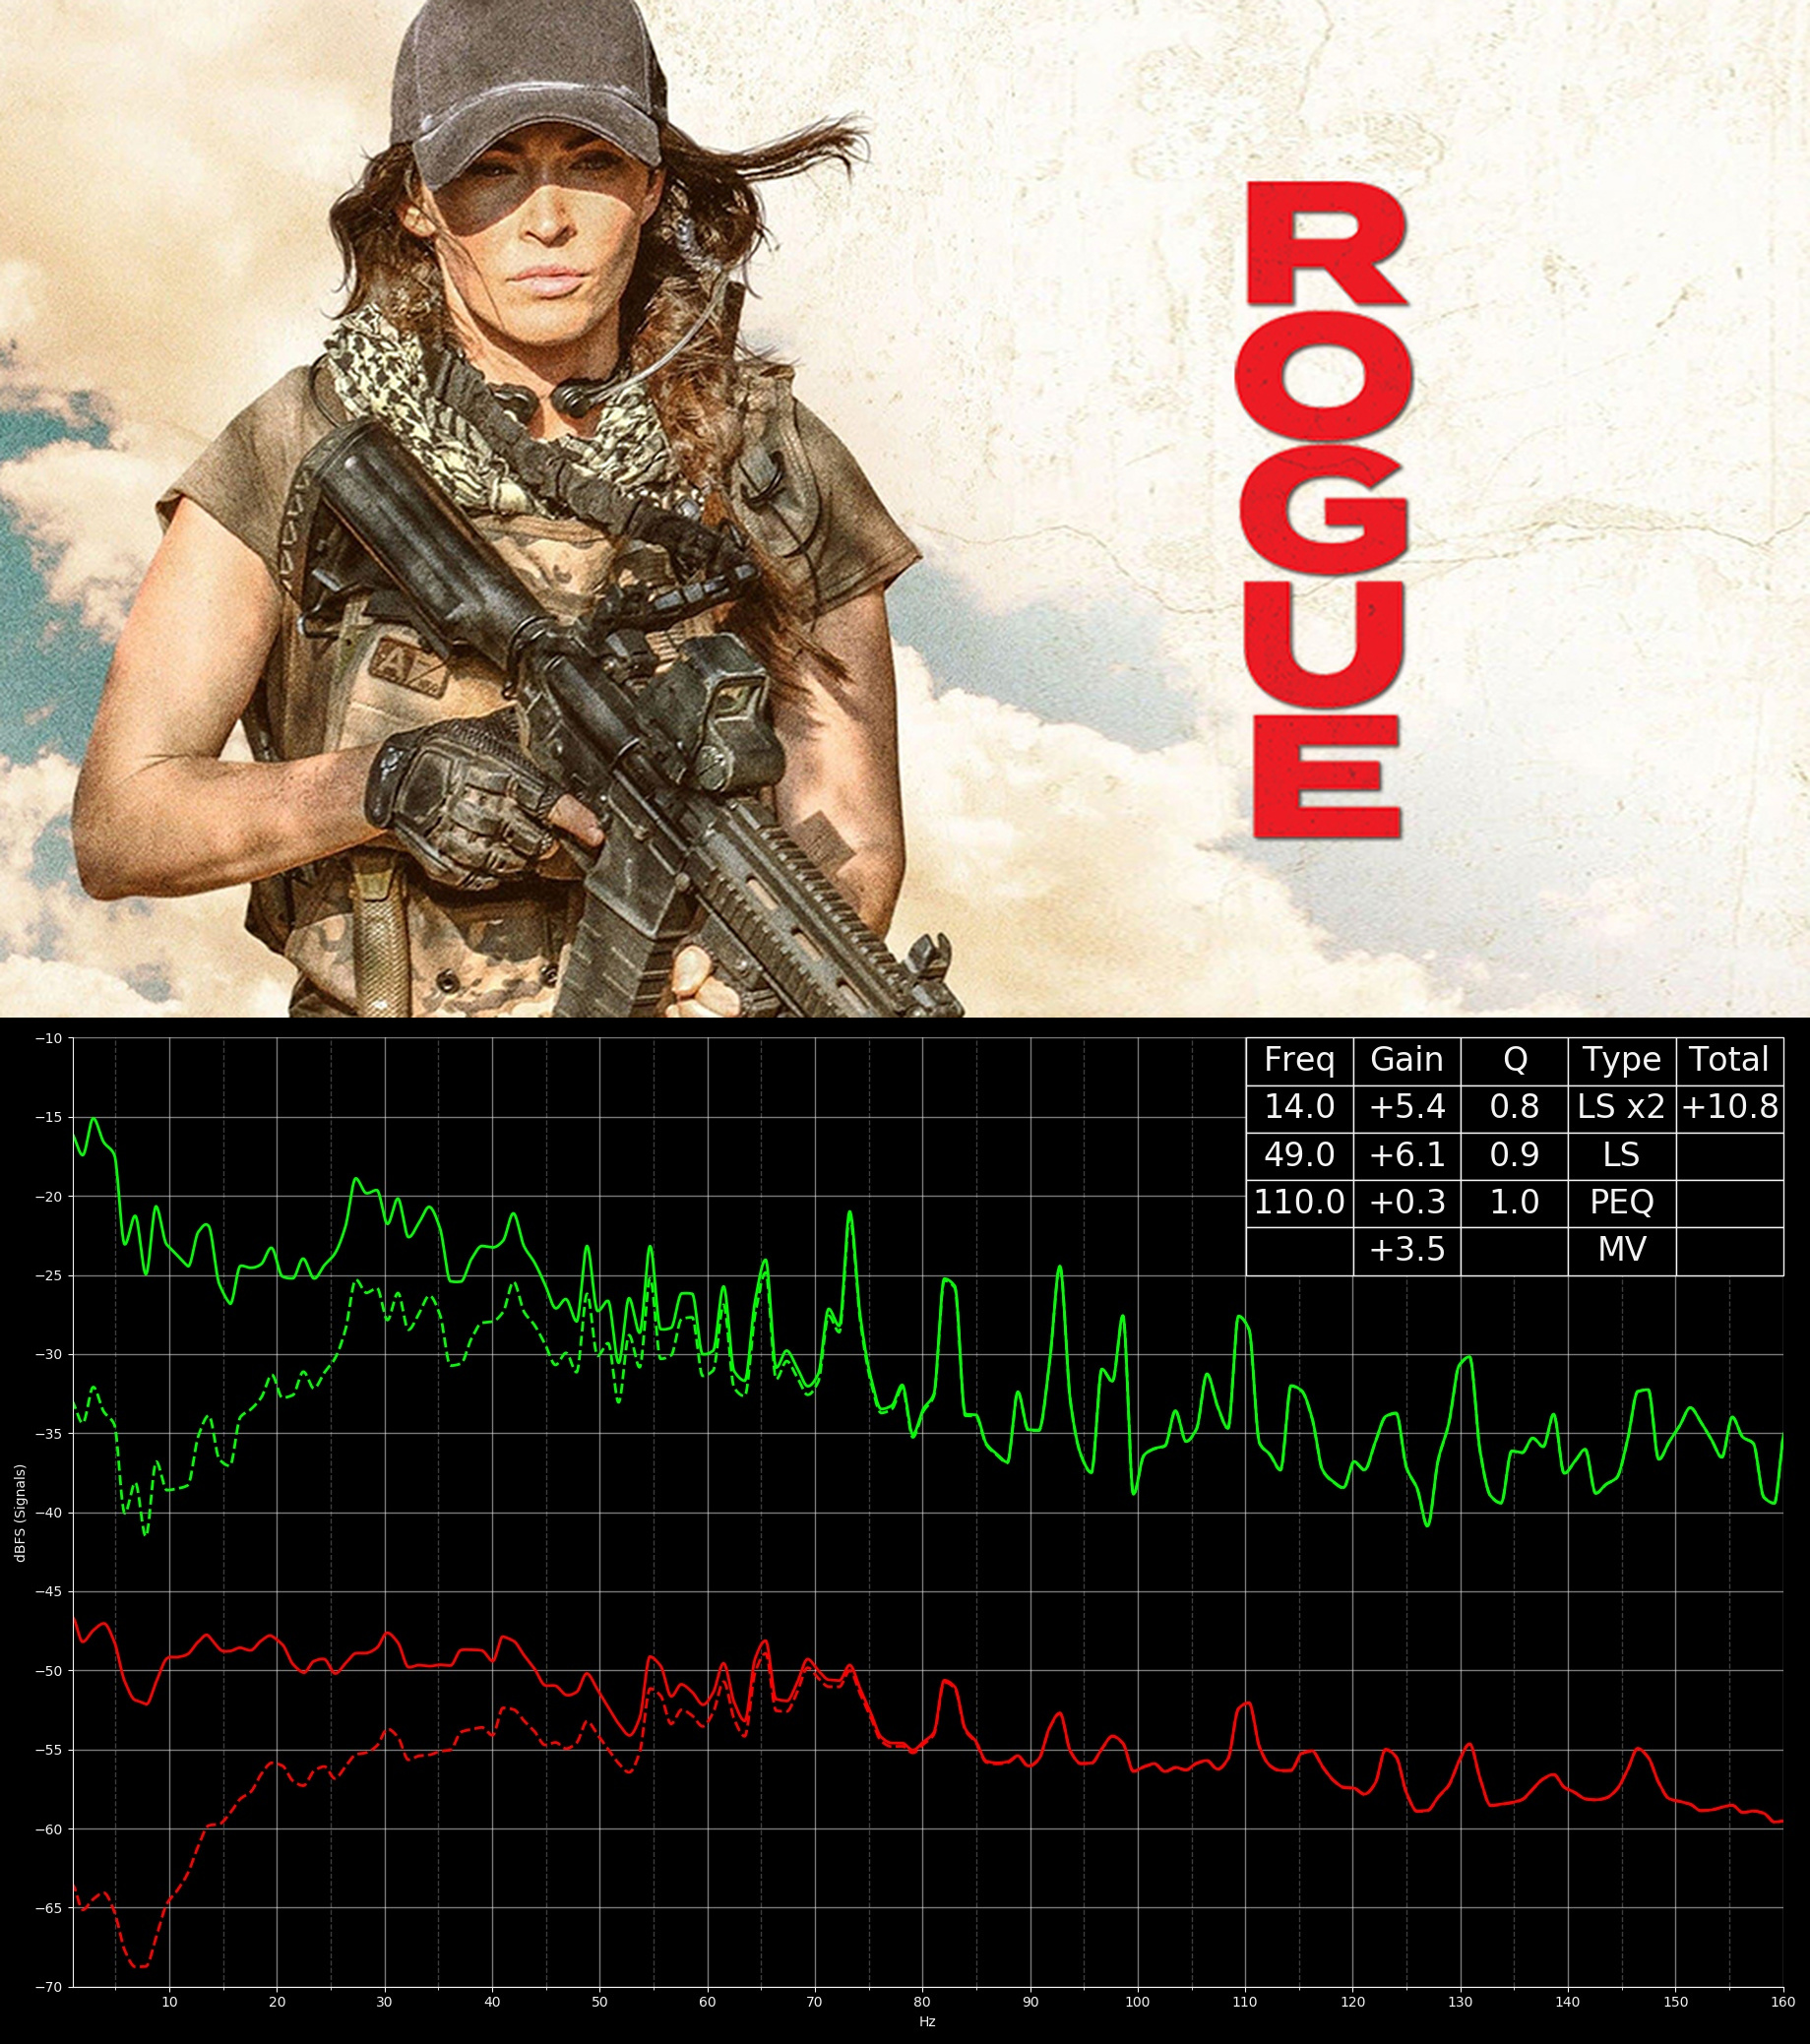 R
O
G
U
E
Freq Gain Q Type Total
14.0 +5.4 0.8 LS x2 +10.8
49.0 +6.1 0.9 LS
110.0 +0.3 1.0 PEQ
+3.5 MV
−10
−15
−20
−25
−30
−35
−40
−45
−50
−55
−60
−65
−70
dBFS (Signals)
10 20 30 40 50 60 70 80 90 100 110 120 130 140 150 160
Hz